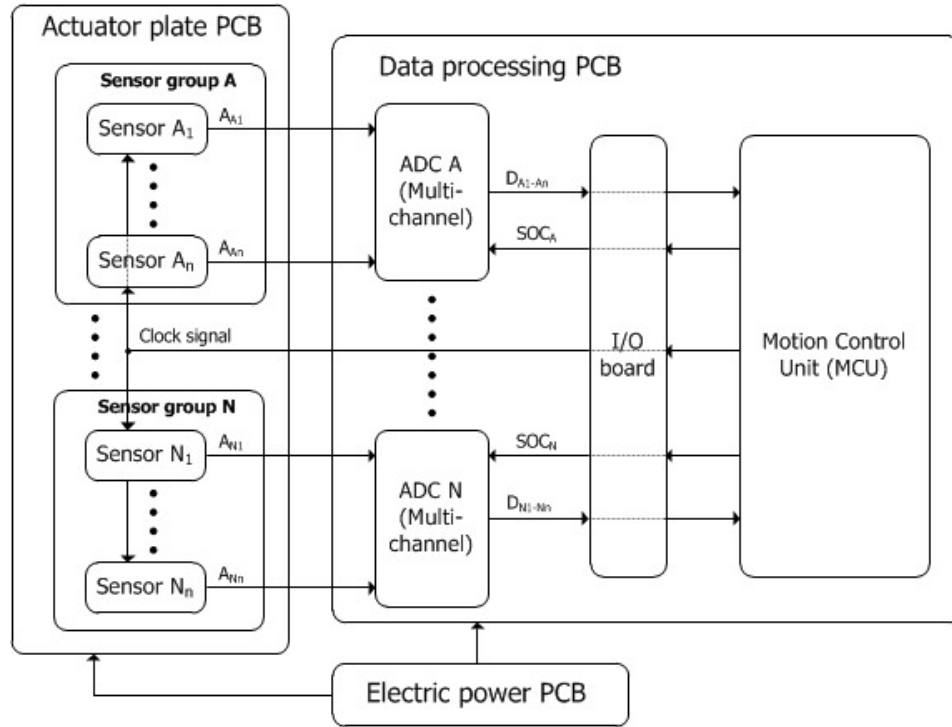 Actuator plate PCB
Sensor group A
Sensor A1
AA1
Sensor An
AAn
Clock signal
Sensor group N
Sensor N1
AN1
Sensor Nn
ANn
Data processing PCB
ADC A
(Multi-
channel)
DA1-An
SOCA
I/O
board
Motion Control
Unit (MCU)
ADC N
(Multi-
channel)
SOCN
DN1-Nn
Electric power PCB